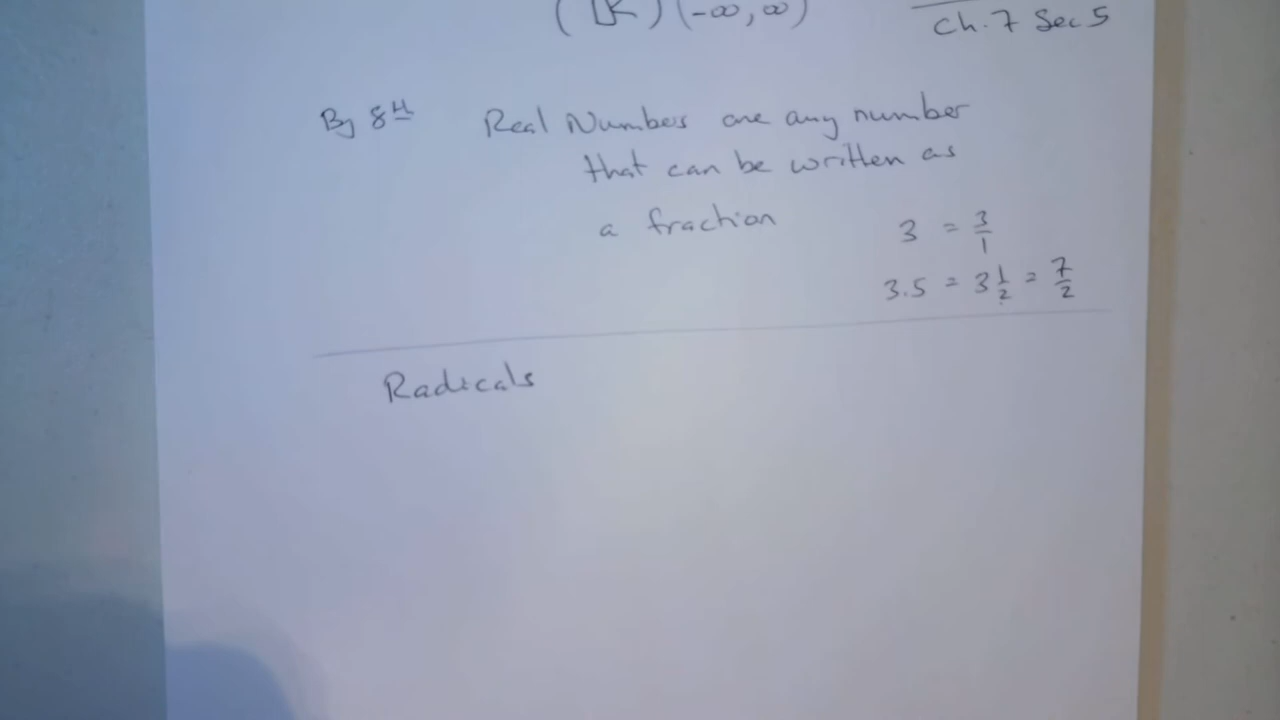 (ℝ) (-∞, ∞)
Ch. 7 Sec 5
By 8th Real Numbers are any number
that can be written as
a fraction
3 = 3/1
3.5 = 3 1/2 = 7/2
Radicals